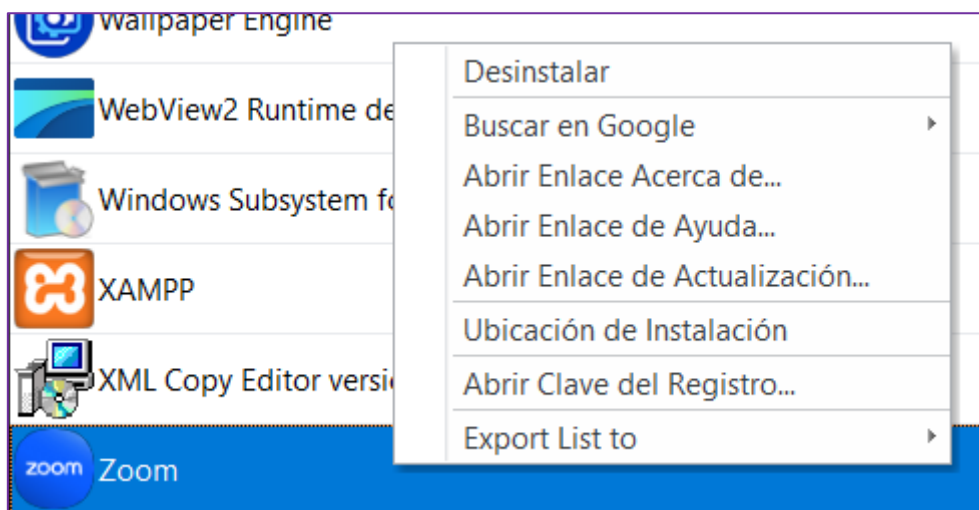 Wallpaper Engine
WebView2 Runtime de
Windows Subsystem fo
XAMPP
XML Copy Editor versi
zoom Zoom
Desinstalar
Buscar en Google
Abrir Enlace Acerca de...
Abrir Enlace de Ayuda...
Abrir Enlace de Actualización...
Ubicación de Instalación
Abrir Clave del Registro...
Export List to